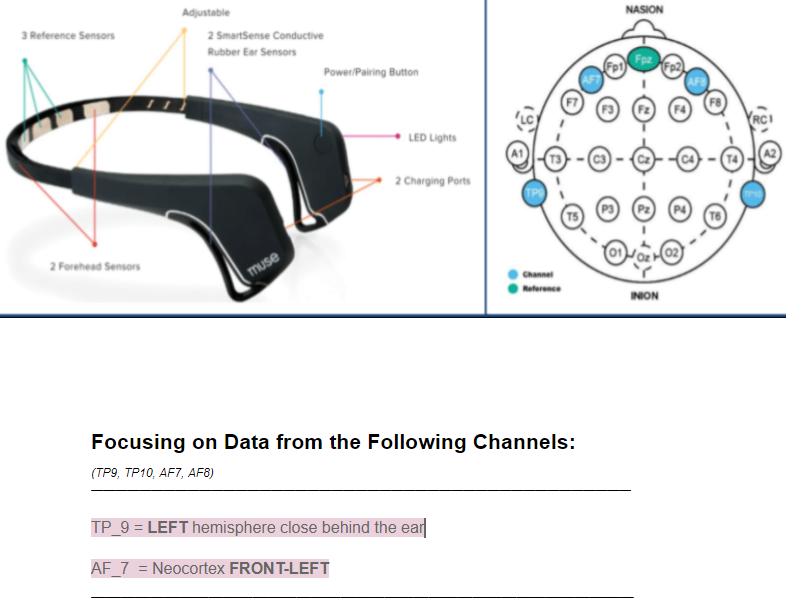 Adjustable
3 Reference Sensors
2 SmartSense Conductive
Rubber Ear Sensors
Power/Pairing Button
LED Lights
2 Charging Ports
2 Forehead Sensors
muse
NASION
Fp1 Fpz Fp2
AF7 AF8
F7 F3 Fz F4 F8
LC RC
A1 T3 C3 Cz C4 T4 A2
TP9 TP10
T5 P3 Pz P4 T6
O1 Oz O2
Channel
Reference
INION
Focusing on Data from the Following Channels:
(TP9, TP10, AF7, AF8)
TP_9 = LEFT hemisphere close behind the ear
AF_7 = Neocortex FRONT-LEFT